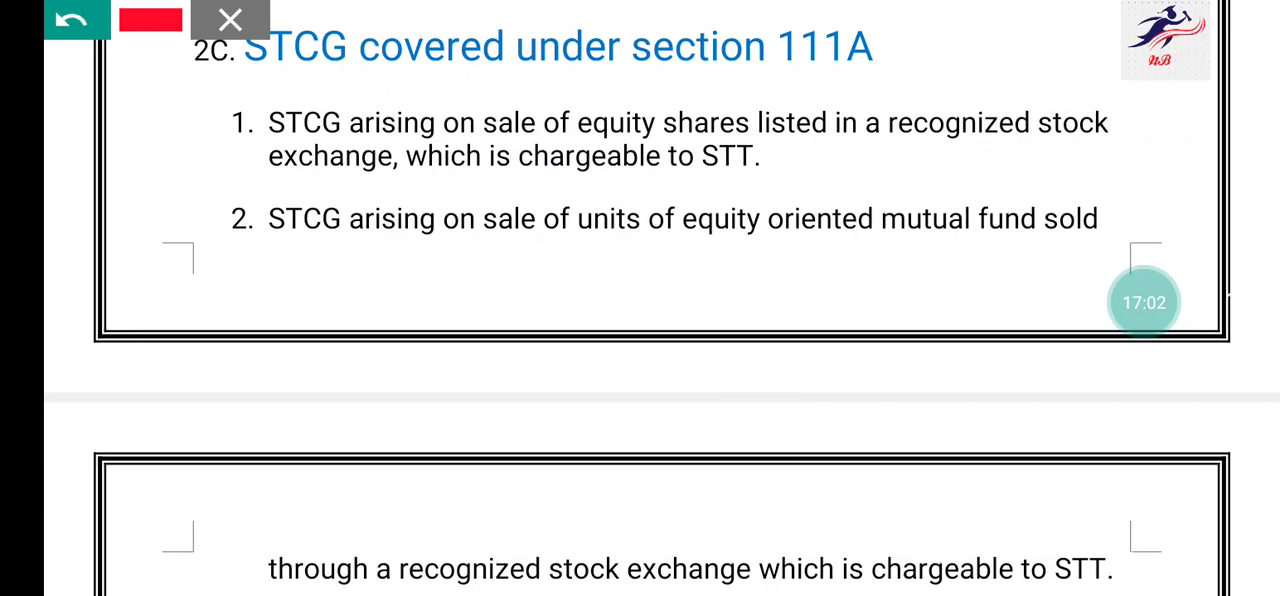 2C. STCG covered under section 111A
NB
1. STCG arising on sale of equity shares listed in a recognized stock
exchange, which is chargeable to STT.
2. STCG arising on sale of units of equity oriented mutual fund sold
17:02
through a recognized stock exchange which is chargeable to STT.